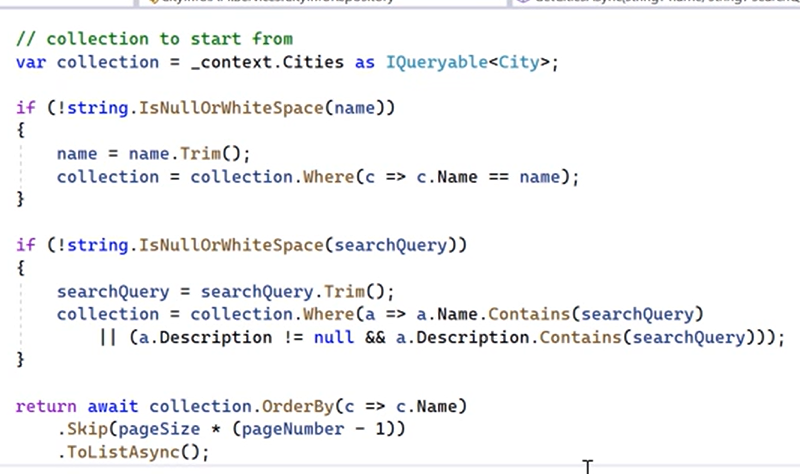 // collection to start from
var collection = _context.Cities as IQueryable<City>;
if (!string.IsNullOrWhiteSpace(name))
{
name = name.Trim();
collection = collection.Where(c => c.Name == name);
}
if (!string.IsNullOrWhiteSpace(searchQuery))
{
searchQuery = searchQuery.Trim();
collection = collection.Where(a => a.Name.Contains(searchQuery)
|| (a.Description != null && a.Description.Contains(searchQuery)));
}
return await collection.OrderBy(c => c.Name)
.Skip(pageSize * (pageNumber - 1))
.ToListAsync();